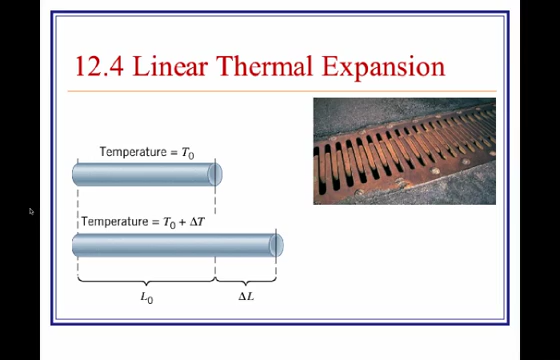 12.4 Linear Thermal Expansion
Temperature = T₀
Temperature = T₀ + ΔT
L₀
ΔL